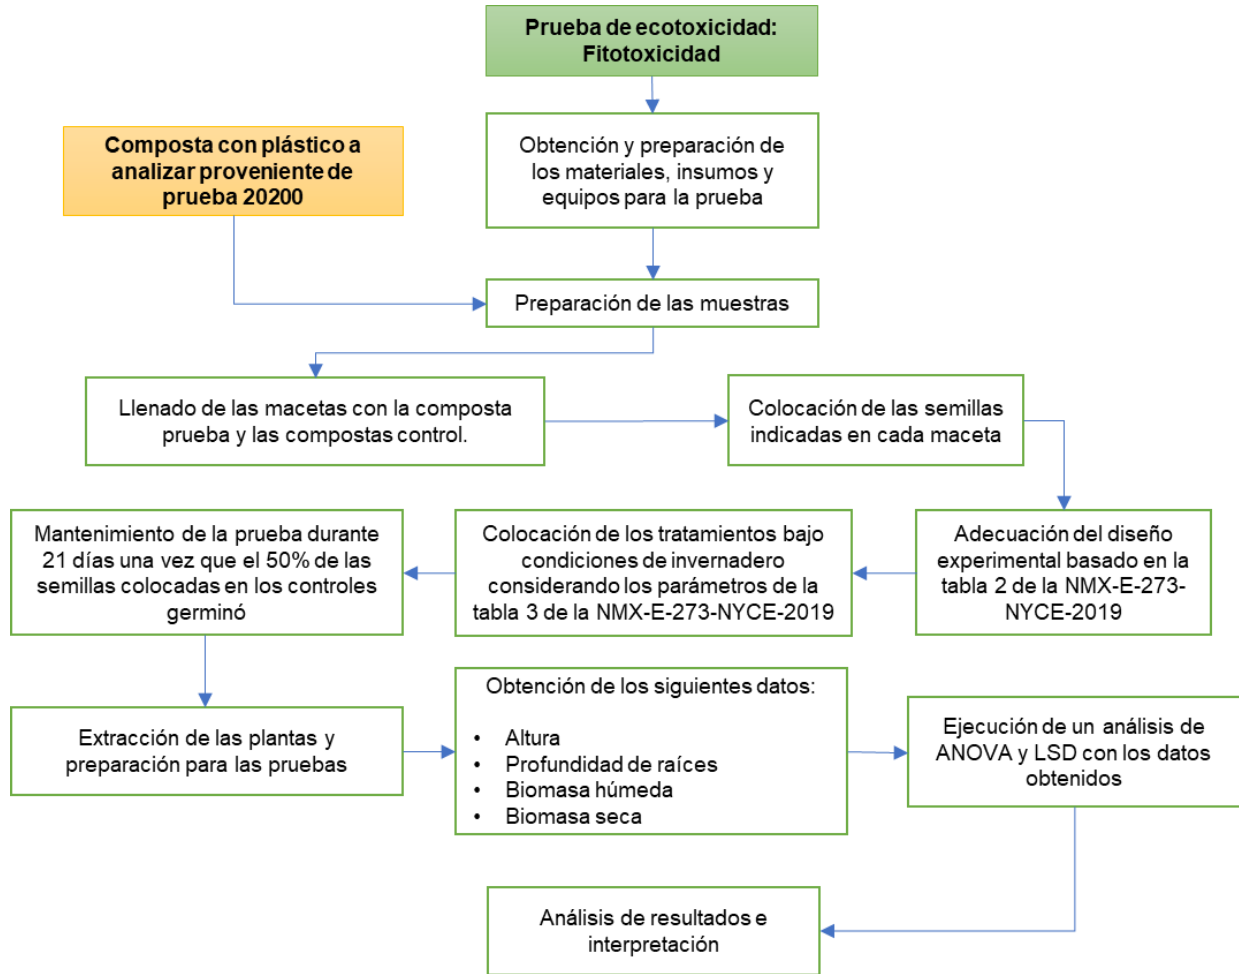 Prueba de ecotoxicidad:
Fitotoxicidad
Obtención y preparación de
los materiales, insumos y
equipos para la prueba
Composta con plástico a
analizar proveniente de
prueba 20200
Preparación de las muestras
Llenado de las macetas con la composta
prueba y las compostas control.
Colocación de las semillas
indicadas en cada maceta
Adecuación del diseño
experimental basado en la
tabla 2 de la NMX-E-273-
NYCE-2019
Colocación de los tratamientos bajo
condiciones de invernadero
considerando los parámetros de la
tabla 3 de la NMX-E-273-NYCE-2019
Mantenimiento de la prueba durante
21 días una vez que el 50% de las
semillas colocadas en los controles
germinó
Extracción de las plantas y
preparación para las pruebas
Obtención de los siguientes datos:
• Altura
• Profundidad de raíces
• Biomasa húmeda
• Biomasa seca
Ejecución de un análisis de
ANOVA y LSD con los datos
obtenidos
Análisis de resultados e
interpretación